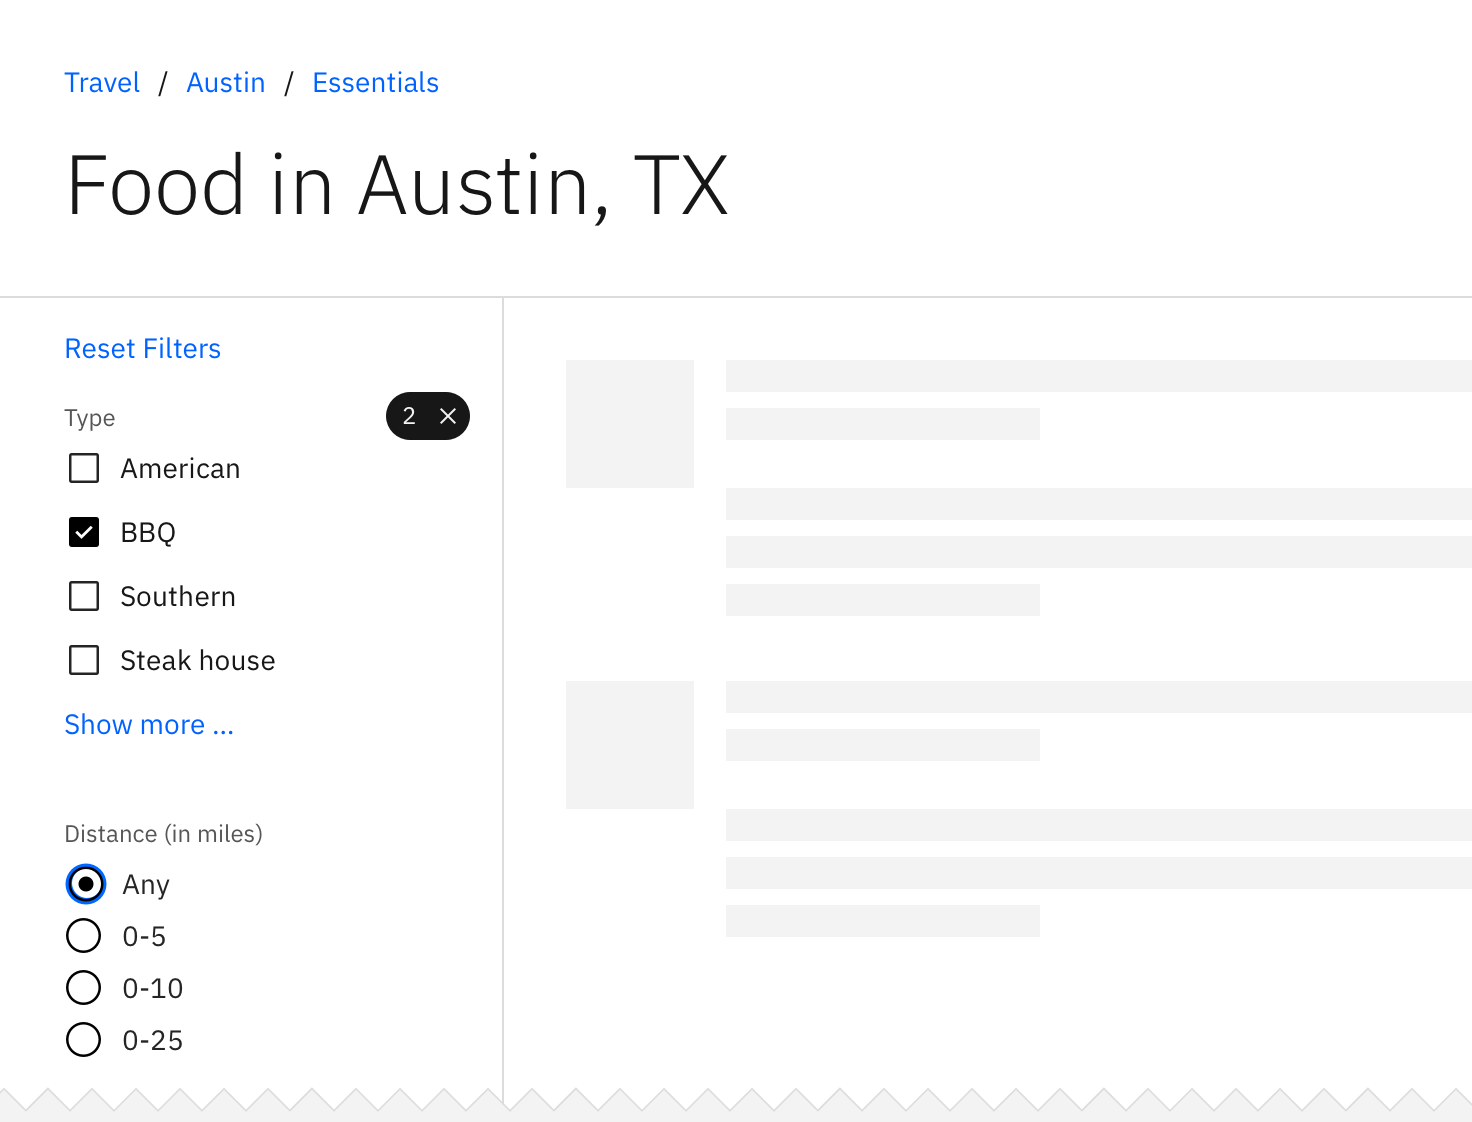 Travel / Austin / Essentials
Food in Austin, TX
Reset Filters
Type 2
American
BBQ
Southern
Steak house
Show more ...
Distance (in miles)
Any
0-5
0-10
0-25